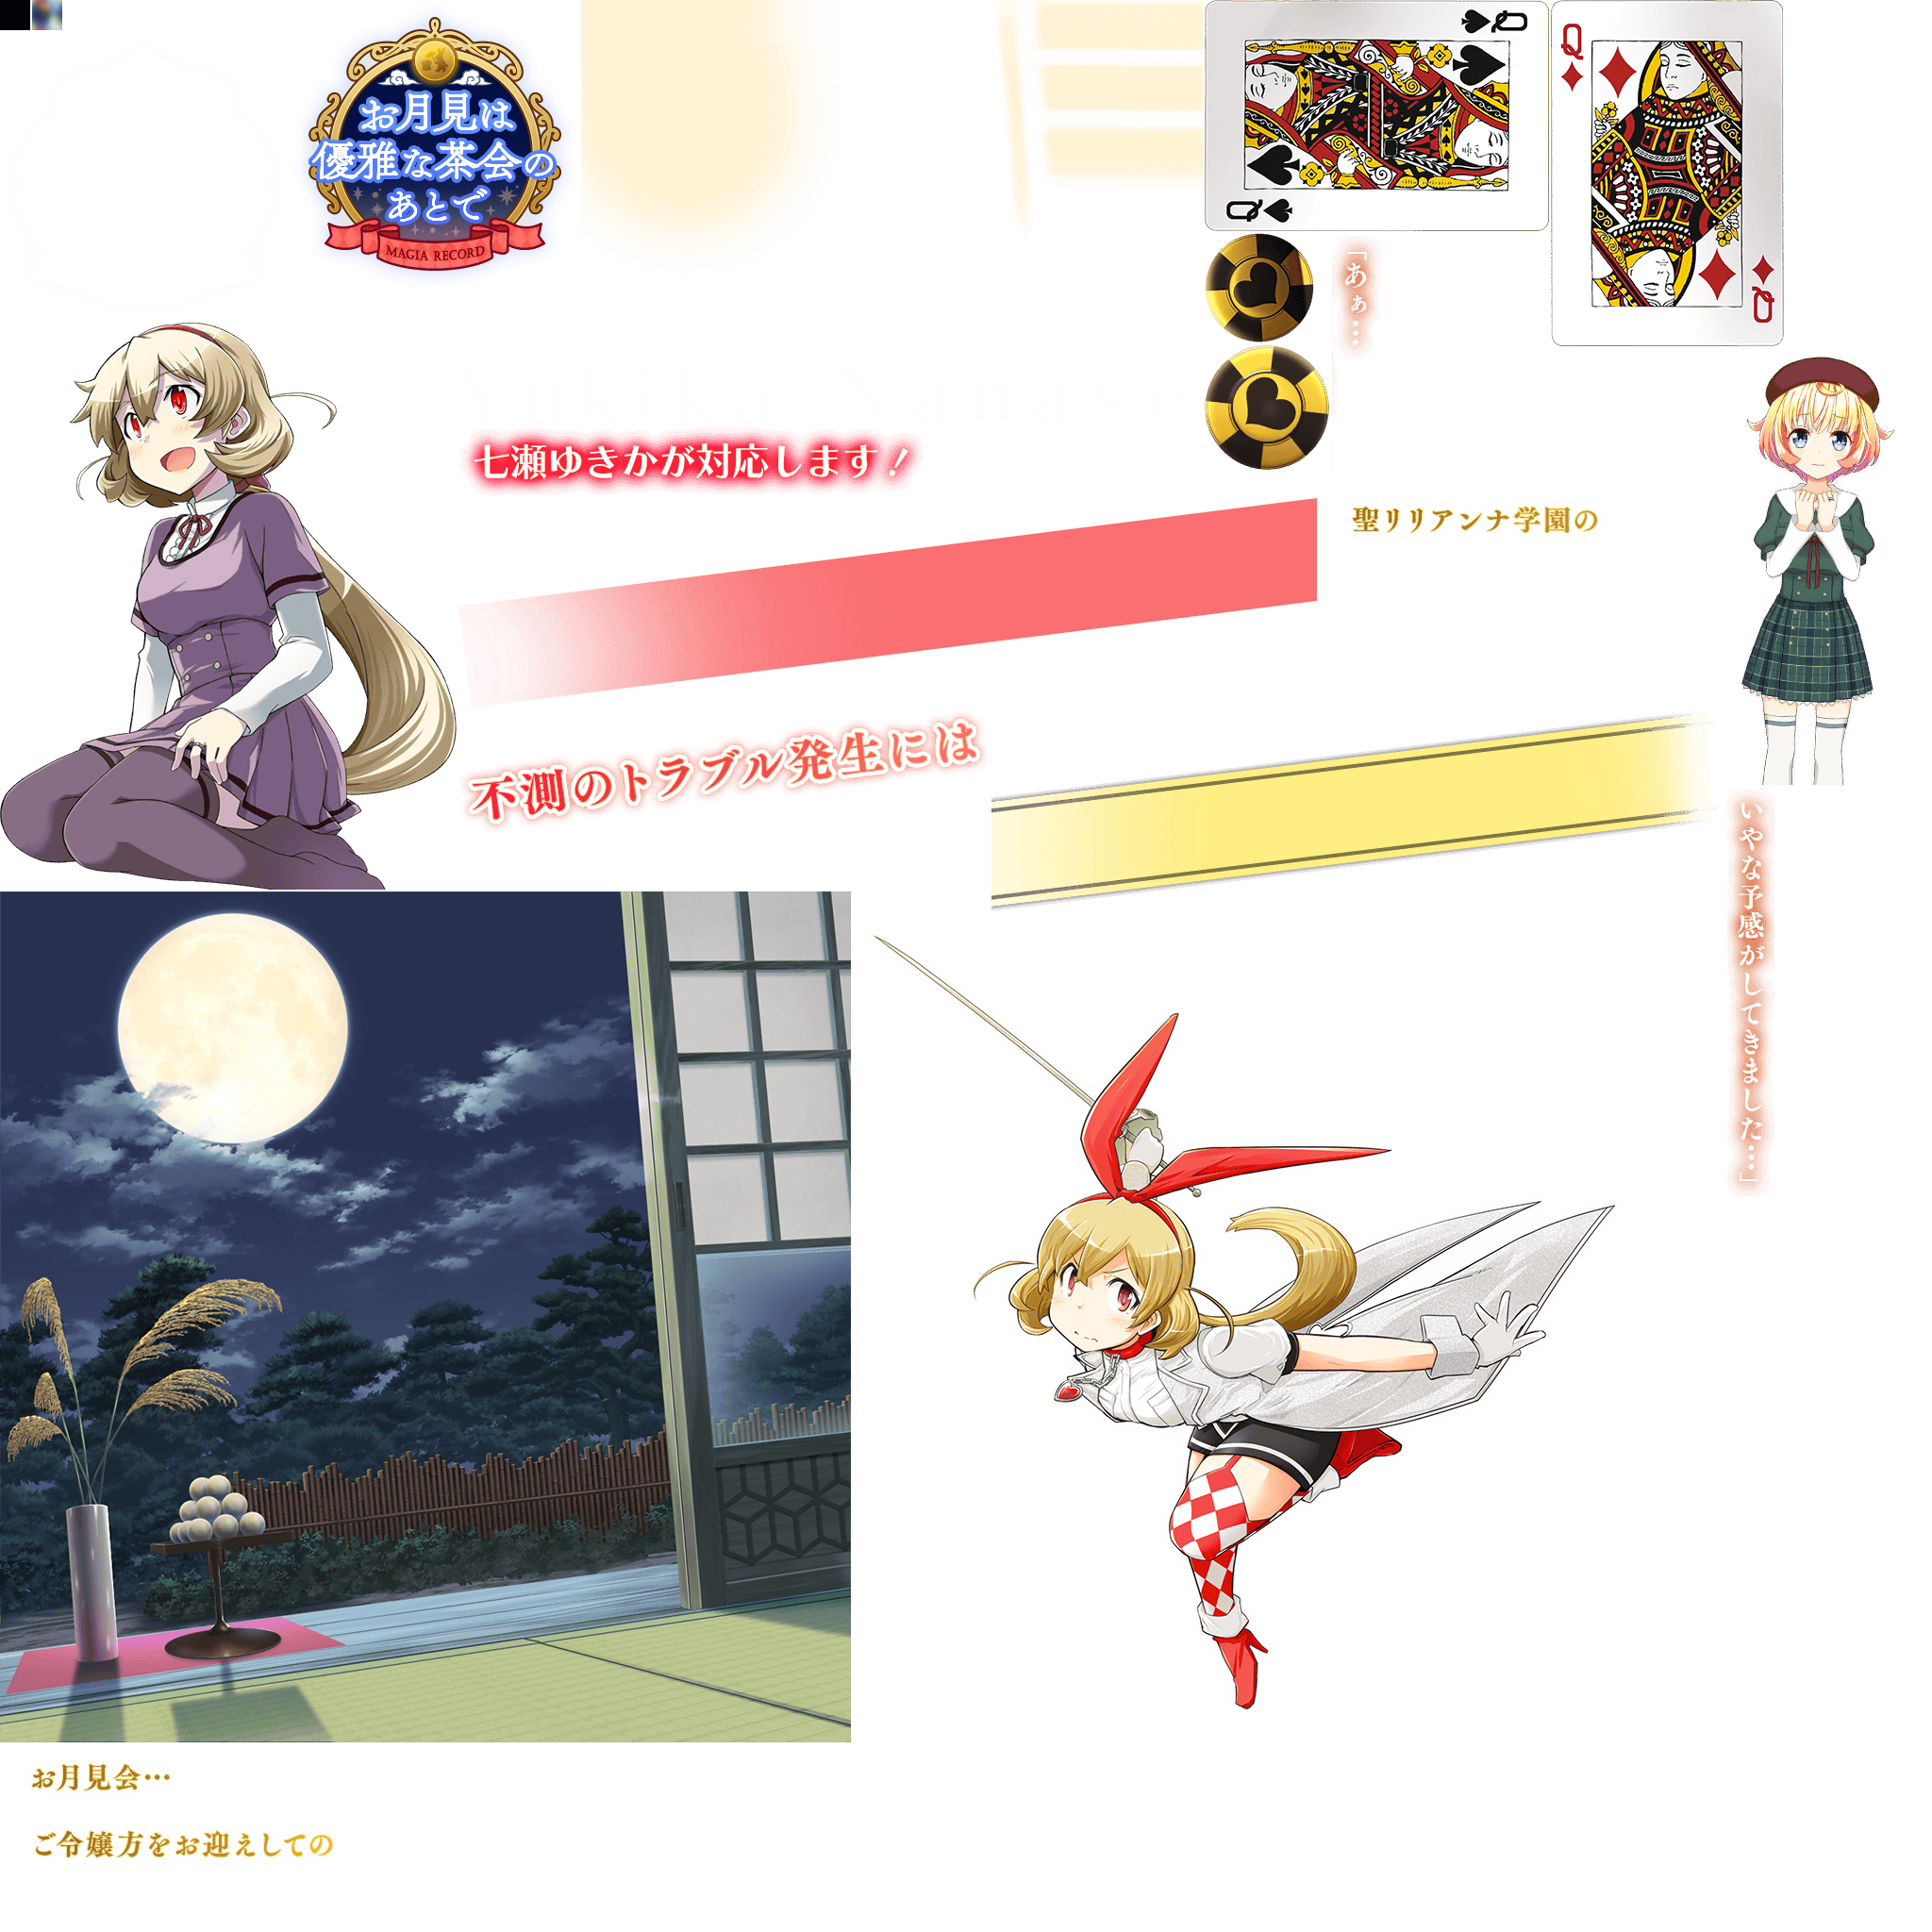 お月見は
優雅な茶会の
あとで
MAGIA RECORD
Q
Q
Q
Q
「あぁ…
七瀬ゆきかが対応します！
聖リリアンナ学園の
不測のトラブル発生には
いやな予感がしてきました…」
お月見会…
ご令嬢方をお迎えしての